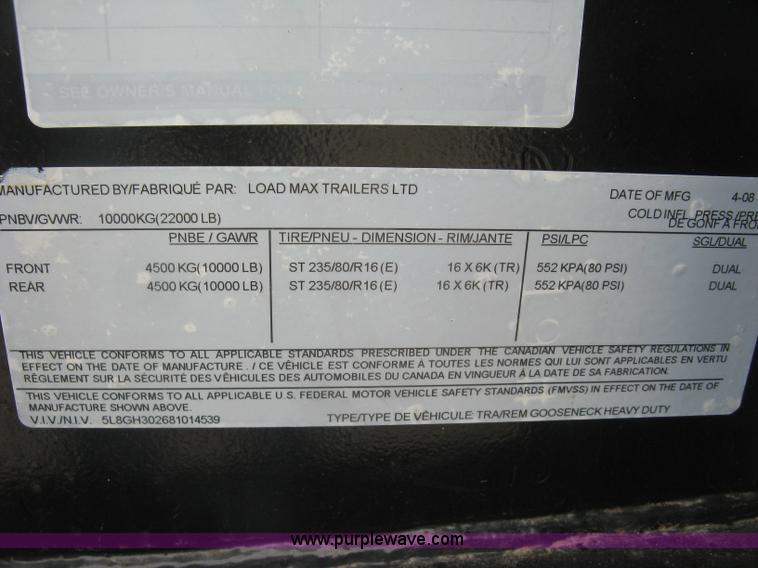 SEE OWNER'S MANUAL FOR
MANUFACTURED BY/FABRIQUÉ PAR: LOAD MAX TRAILERS LTD
DATE OF MFG 4-08
PNBV/GVWR: 10000KG(22000 LB)
COLD INFL. PRESS /PRE
DE GONF A FRO
PNBE / GAWR TIRE/PNEU - DIMENSION - RIM/JANTE PSI/LPC SGL/DUAL
FRONT 4500 KG(10000 LB) ST 235/80/R16 (E) 16 X 6K (TR) 552 KPA(80 PSI) DUAL
REAR 4500 KG(10000 LB) ST 235/80/R16 (E) 16 X 6K (TR) 552 KPA(80 PSI) DUAL
THIS VEHICLE CONFORMS TO ALL APPLICABLE STANDARDS PRESCRIBED UNDER THE CANADIAN VEHICLE SAFETY REGULATIONS IN
EFFECT ON THE DATE OF MANUFACTURE . / CE VÉHICLE EST CONFORME À TOUTES LES NORMES QUI LUI SONT APPLICABLES EN VERTU
RÈGLEMENT SUR LA SÉCURITÉ DES VÉHICULES DES AUTOMOBILES DU CANADA EN VINGUEUR À LA DATE DE SA FABRICATION.
THIS VEHICLE CONFORMS TO ALL APPLICABLE U.S. FEDERAL MOTOR VEHICLE SAFETY STANDARDS (FMVSS) IN EFFECT ON THE DATE OF
MANUFACTURE SHOWN ABOVE.
V.I.V./N.I.V. 5L8GH302681014539 TYPE/TYPE DE VÉHICULE: TRA/REM GOOSENECK HEAVY DUTY
www.purplewave.com